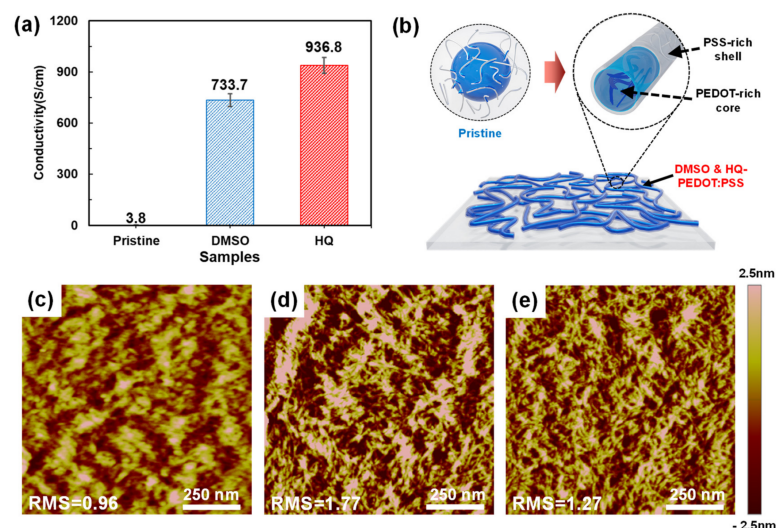 (a)
1200
900
600
300
0
Conductivity(S/cm)
3.8
733.7
936.8
Pristine
DMSO
HQ
Samples
(b)
Pristine
PSS-rich
shell
PEDOT-rich
core
DMSO & HQ-
PEDOT:PSS
(c)
RMS=0.96
250 nm
(d)
RMS=1.77
250 nm
(e)
RMS=1.27
250 nm
2.5nm
- 2.5nm